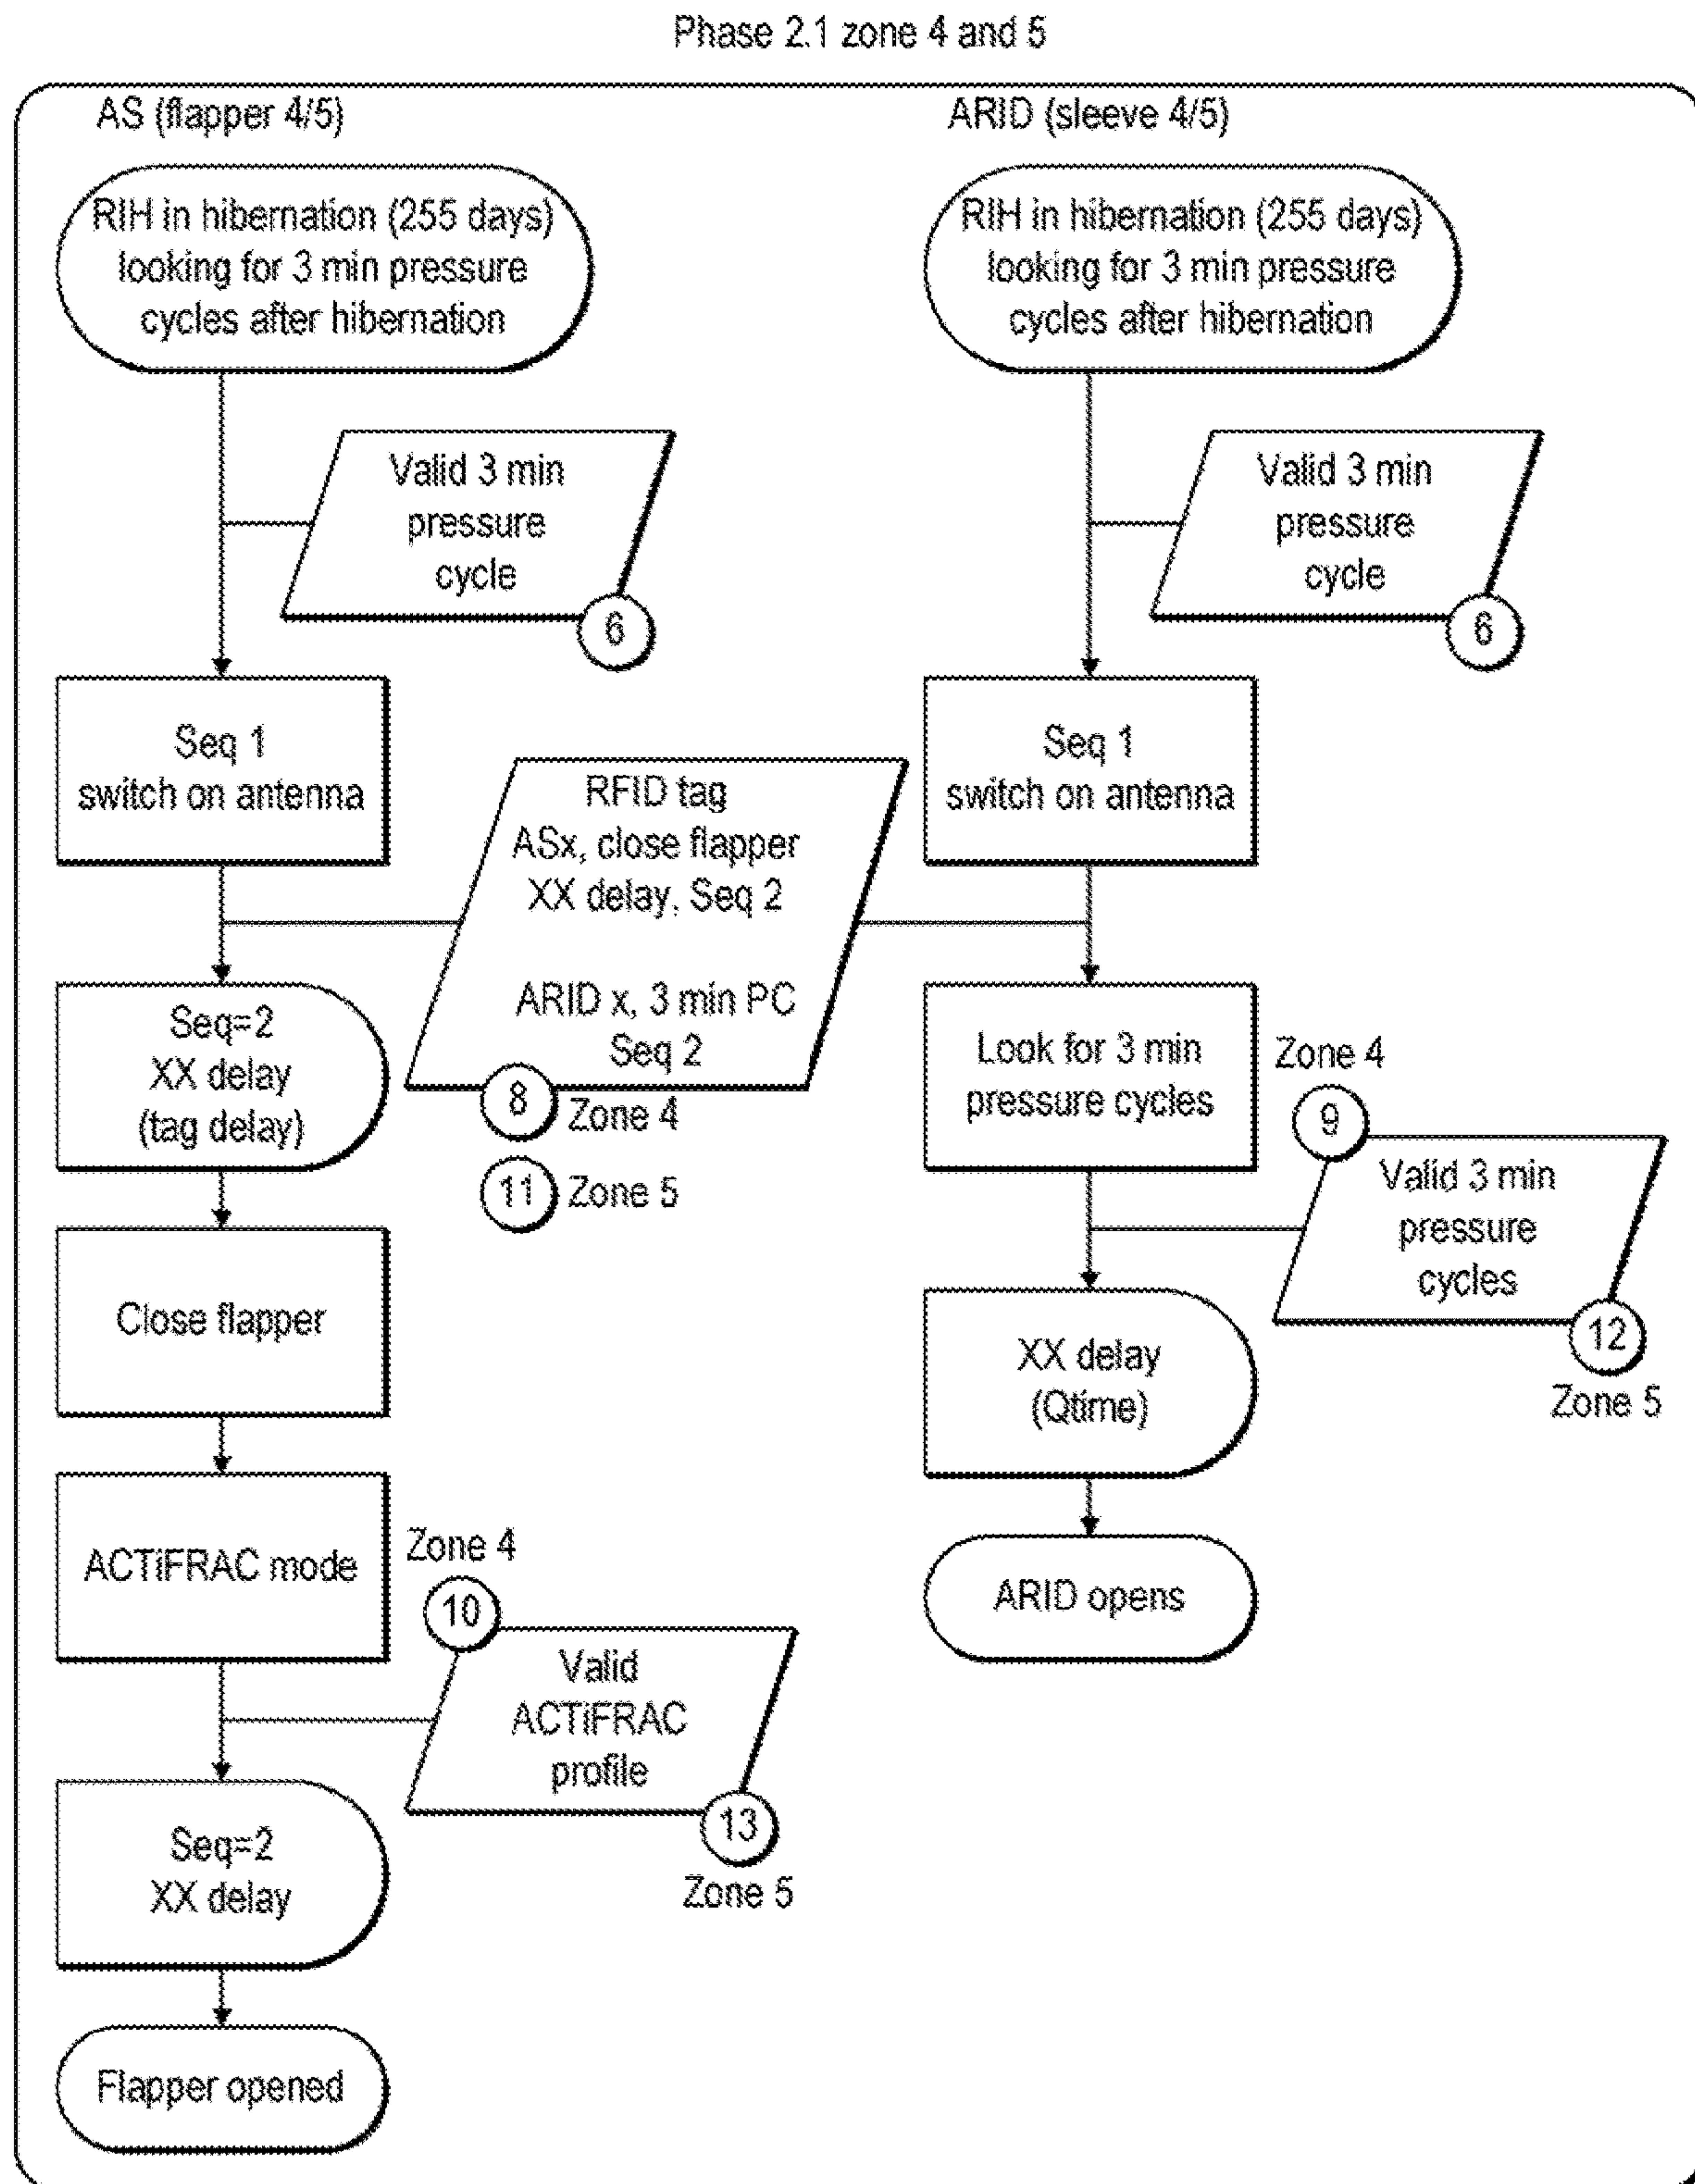 Phase 2.1 zone 4 and 5
AS (flapper 4/5)
RIH in hibernation (255 days)
looking for 3 min pressure
cycles after hibernation
Valid 3 min
pressure
cycle
6
Seq 1
switch on antenna
RFID tag
ASx, close flapper
XX delay, Seq 2
ARID x, 3 min PC
Seq 2
8
Zone 4
11
Zone 5
Seq=2
XX delay
(tag delay)
Close flapper
ACTiFRAC mode
Zone 4
10
Valid
ACTiFRAC
profile
13
Zone 5
Seq=2
XX delay
Flapper opened
ARID (sleeve 4/5)
RIH in hibernation (255 days)
looking for 3 min pressure
cycles after hibernation
Valid 3 min
pressure
cycle
6
Seq 1
switch on antenna
Look for 3 min
pressure cycles
Zone 4
9
Valid 3 min
pressure
cycles
12
Zone 5
XX delay
(Qtime)
ARID opens